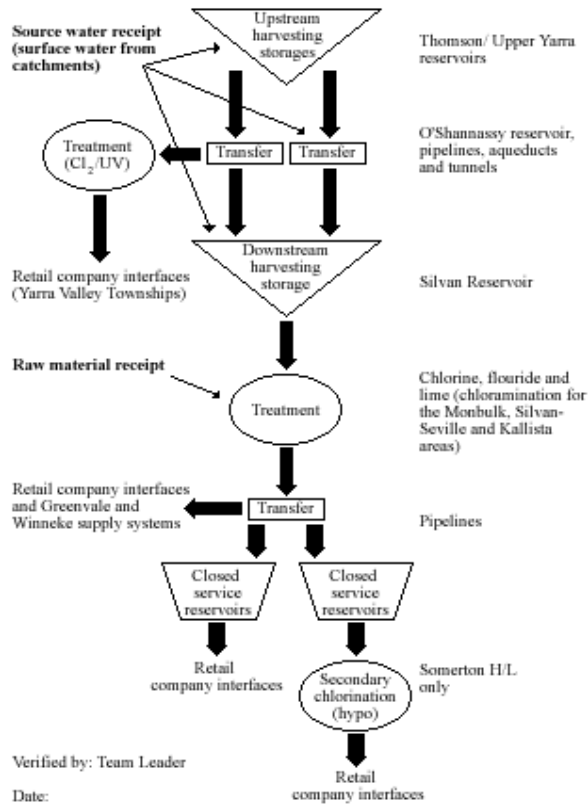 Source water receipt
(surface water from
catchments)
Upstream
harvesting
storages
Thomson/ Upper Yarra
reservoirs
Treatment
(Cl2/UV)
Transfer
Transfer
O'Shannassy reservoir,
pipelines, aqueducts
and tunnels
Retail company interfaces
(Yarra Valley Townships)
Downstream
harvesting
storage
Silvan Reservoir
Raw material receipt
Treatment
Chlorine, flouride and
lime (chloramination for
the Monbulk, Silvan-
Seville and Kallista
areas)
Retail company interfaces
and Greenvale and
Winneke supply systems
Transfer
Pipelines
Closed
service
reservoirs
Closed
service
reservoirs
Retail
company interfaces
Secondary
chlorination
(hypo)
Somerton H/L
only
Verified by: Team Leader
Date:
Retail
company interfaces